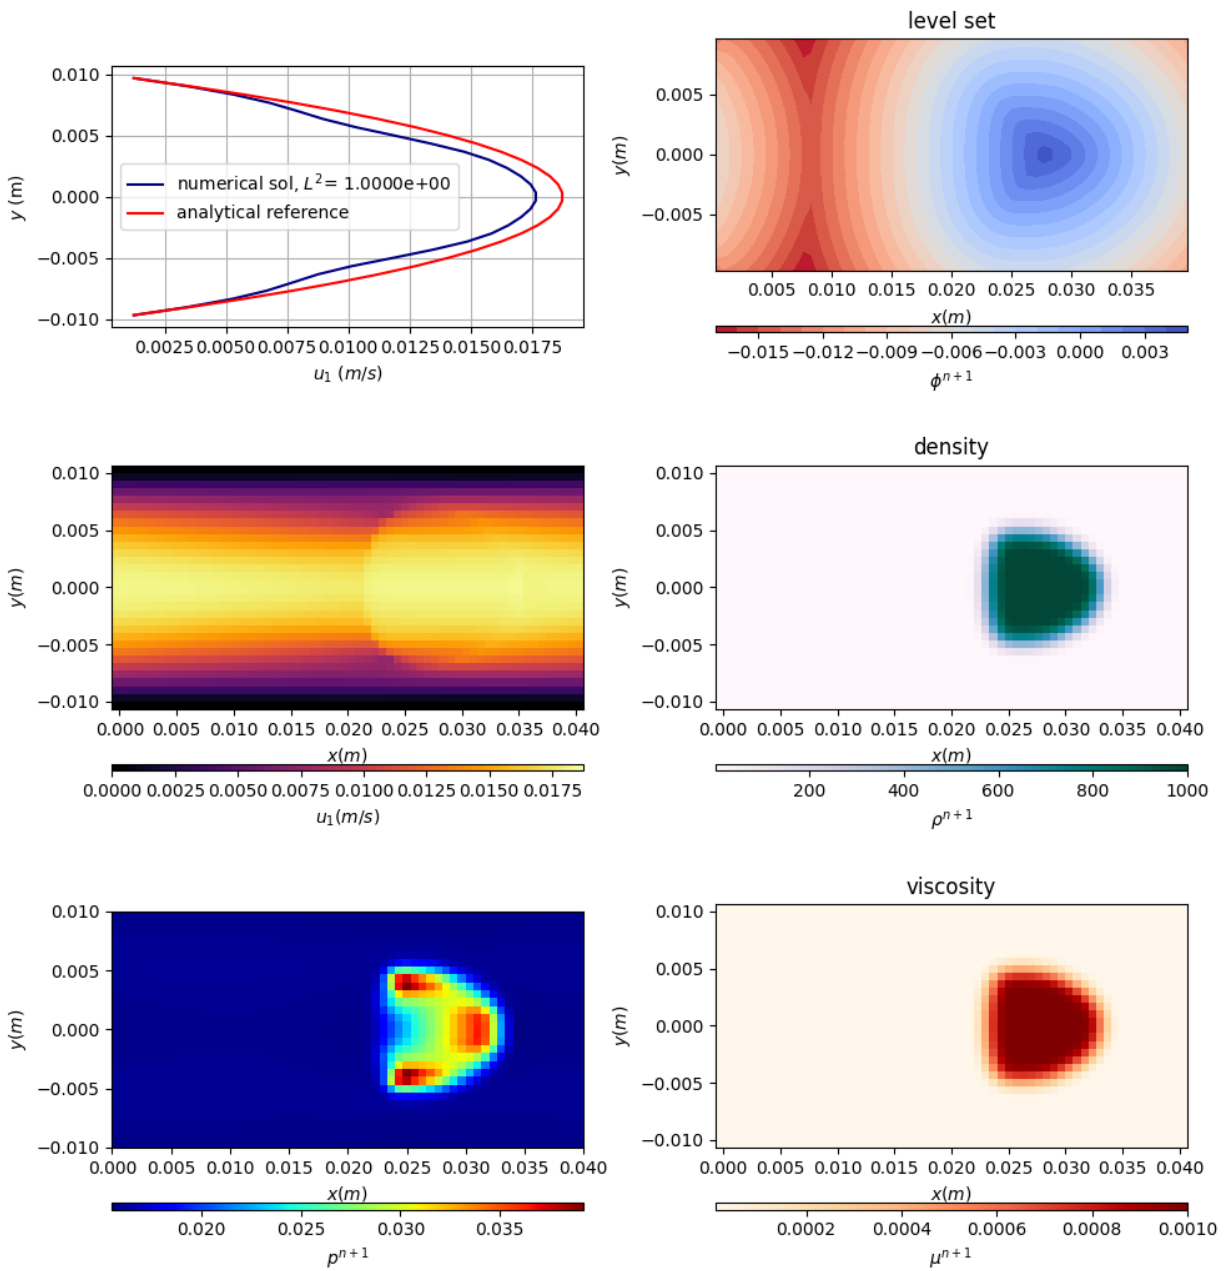 0.010
0.005
0.000
−0.005
−0.010
y (m)
numerical sol, L²= 1.0000e+00
analytical reference
0.0025 0.0050 0.0075 0.0100 0.0125 0.0150 0.0175
u₁ (m/s)
level set
0.005
0.000
−0.005
y(m)
0.005 0.010 0.015 0.020 0.025 0.030 0.035
x(m)
−0.015 −0.012 −0.009 −0.006 −0.003 0.000 0.003
ϕⁿ⁺¹
0.010
0.005
0.000
−0.005
−0.010
y(m)
0.000 0.005 0.010 0.015 0.020 0.025 0.030 0.035 0.040
x(m)
0.0000 0.0025 0.0050 0.0075 0.0100 0.0125 0.0150 0.0175
u₁(m/s)
density
0.010
0.005
0.000
−0.005
−0.010
y(m)
0.000 0.005 0.010 0.015 0.020 0.025 0.030 0.035 0.040
x(m)
200 400 600 800 1000
ρⁿ⁺¹
0.010
0.005
0.000
−0.005
−0.010
y(m)
0.000 0.005 0.010 0.015 0.020 0.025 0.030 0.035 0.040
x(m)
0.020 0.025 0.030 0.035
pⁿ⁺¹
viscosity
0.010
0.005
0.000
−0.005
−0.010
y(m)
0.000 0.005 0.010 0.015 0.020 0.025 0.030 0.035 0.040
x(m)
0.0002 0.0004 0.0006 0.0008 0.0010
μⁿ⁺¹